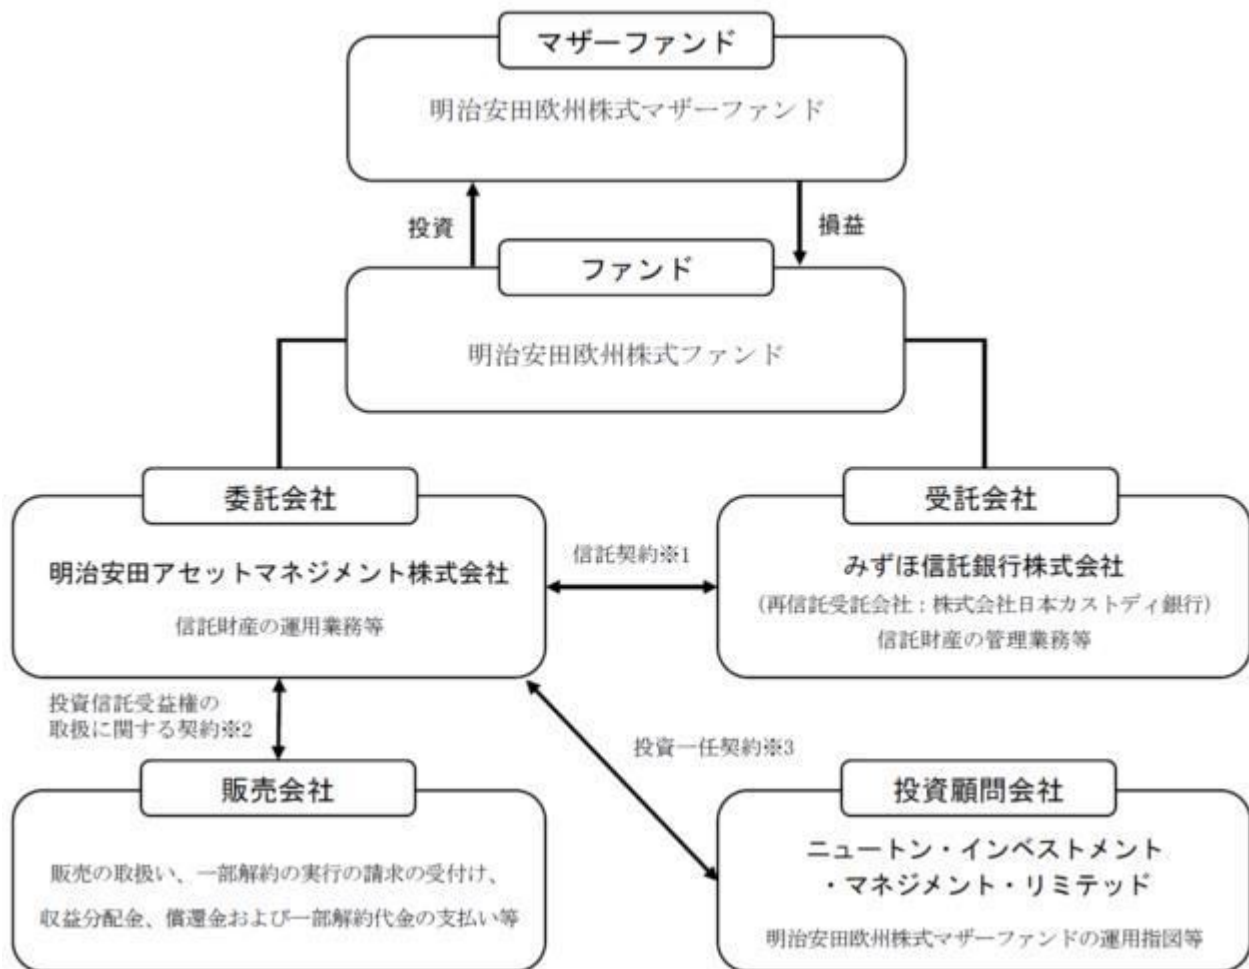 マザーファンド
明治安田欧州株式マザーファンド
投資
損益
ファンド
明治安田欧州株式ファンド
委託会社
明治安田アセットマネジメント株式会社
信託財産の運用業務等
信託契約※1
受託会社
みずほ信託銀行株式会社
(再信託受託会社:株式会社日本カストディ銀行)
信託財産の管理業務等
投資信託受益権の
取扱に関する契約※2
投資一任契約※3
販売会社
販売の取扱い、一部解約の実行の請求の受付け、
収益分配金、償還金および一部解約代金の支払い等
投資顧問会社
ニュートン・インベストメント
・マネジメント・リミテッド
明治安田欧州株式マザーファンドの運用指図等